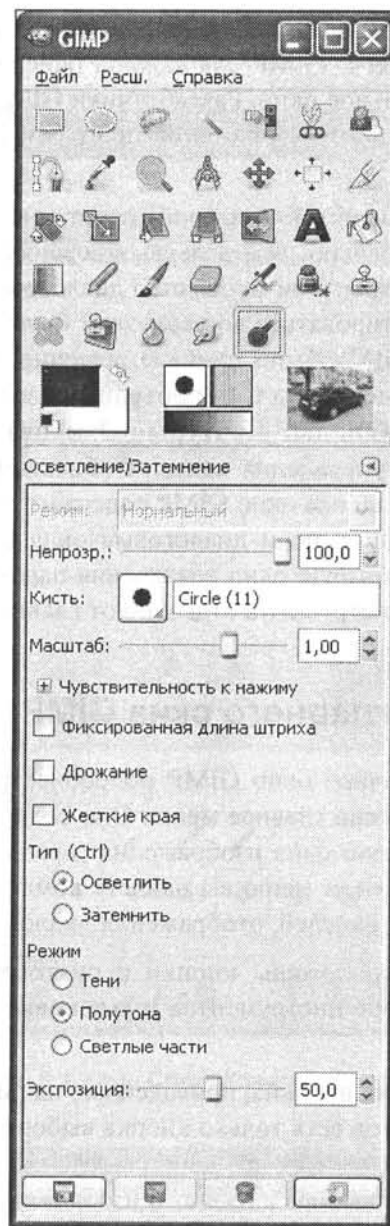 GIMP
Файл Расш. Справка
Осветление/Затемнение
Режим: Нормальный
Непрозр.: 100,0
Кисть: Circle (11)
Масштаб: 1,00
Чувствительность к нажиму
Фиксированная длина штриха
Дрожание
Жесткие края
Тип (Ctrl)
Осветлить
Затемнить
Режим
Тени
Полутона
Светлые части
Экспозиция: 50,0